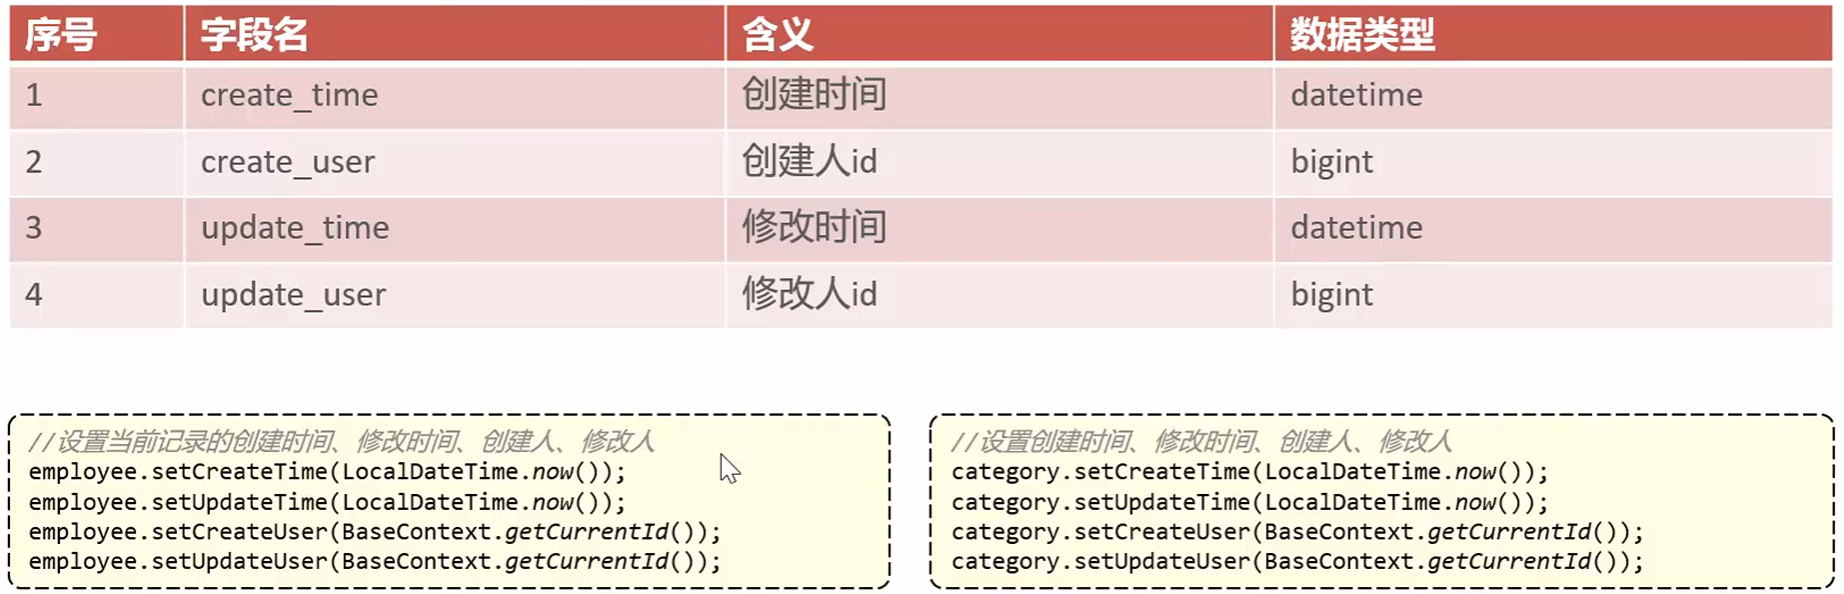 序号 字段名 含义 数据类型
1 create_time 创建时间 datetime
2 create_user 创建人id bigint
3 update_time 修改时间 datetime
4 update_user 修改人id bigint
//设置当前记录的创建时间、修改时间、创建人、修改人
employee.setCreateTime(LocalDateTime.now());
employee.setUpdateTime(LocalDateTime.now());
employee.setCreateUser(BaseContext.getCurrentId());
employee.setUpdateUser(BaseContext.getCurrentId());
//设置创建时间、修改时间、创建人、修改人
category.setCreateTime(LocalDateTime.now());
category.setUpdateTime(LocalDateTime.now());
category.setCreateUser(BaseContext.getCurrentId());
category.setUpdateUser(BaseContext.getCurrentId());